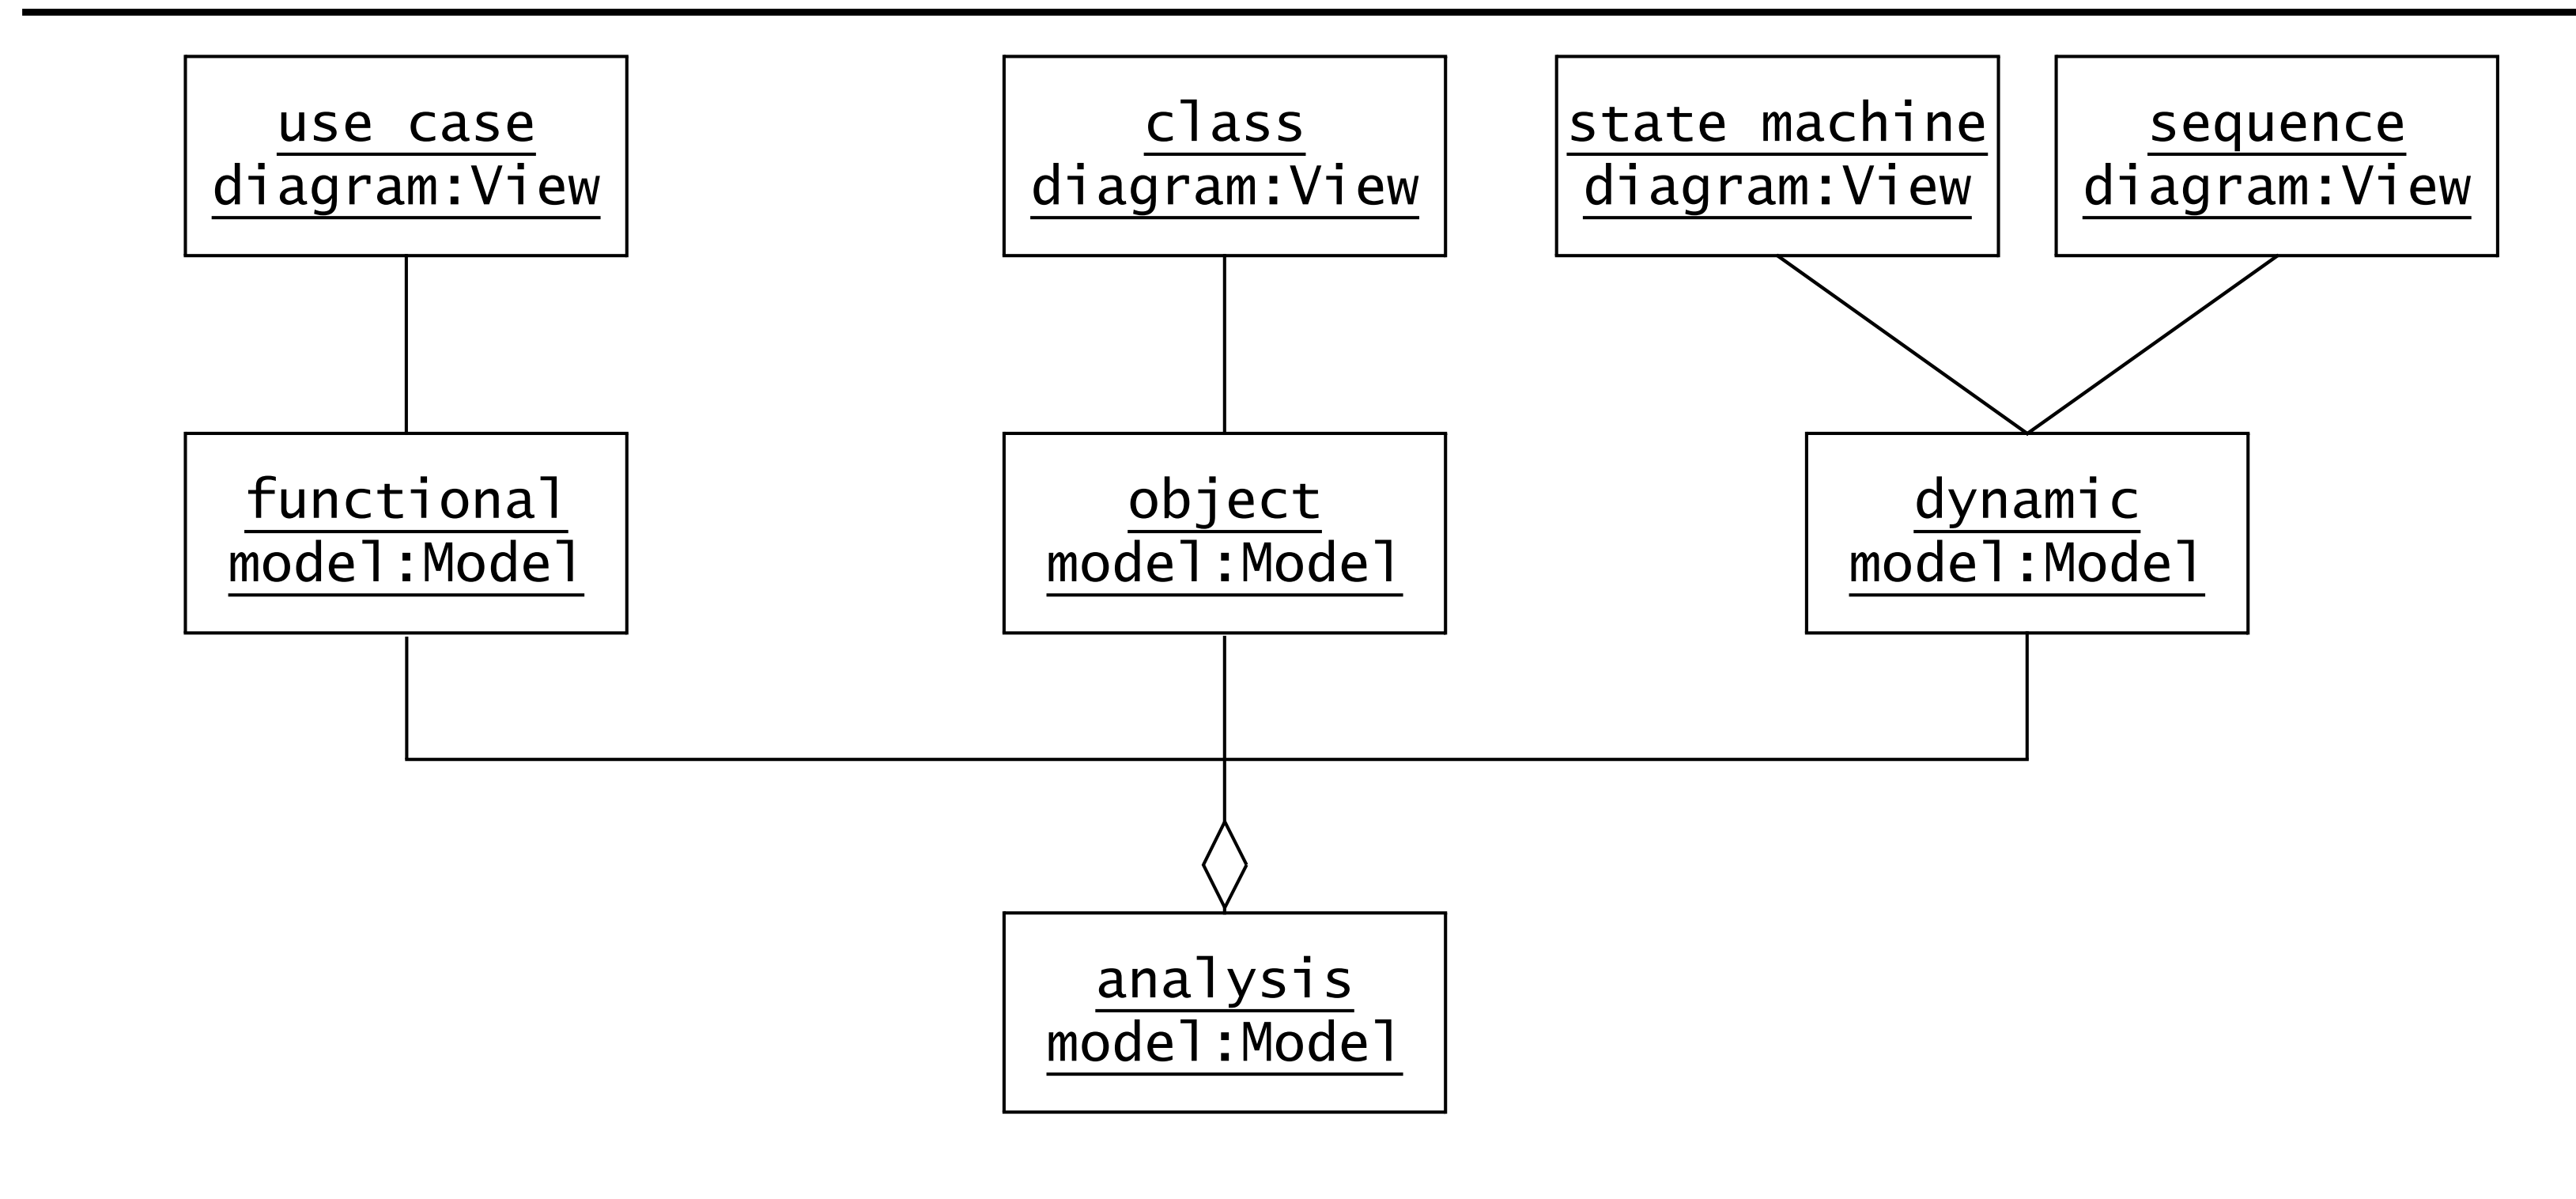 use case
diagram:View
class
diagram:View
state machine
diagram:View
sequence
diagram:View
functional
model:Model
object
model:Model
dynamic
model:Model
analysis
model:Model